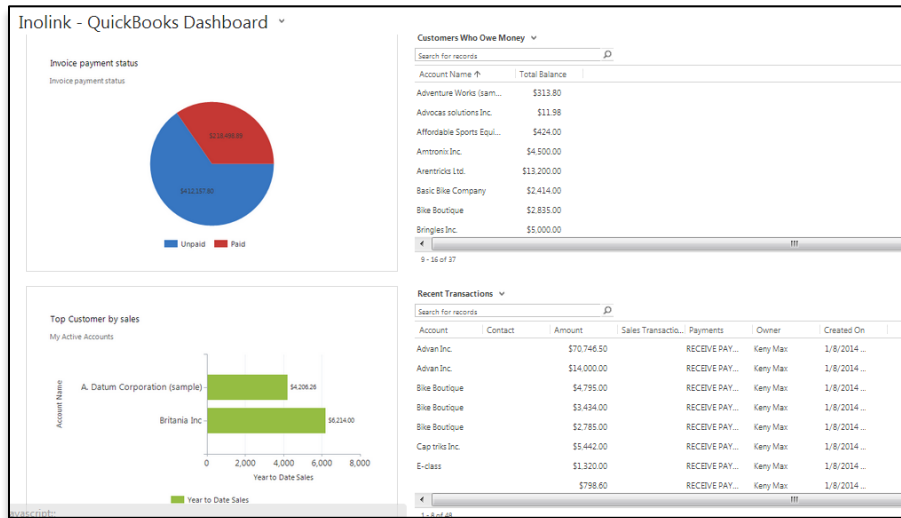 Inolink - QuickBooks Dashboard
Invoice payment status
Invoice payment status
$412,157.60
Unpaid Paid
Customers Who Owe Money
Search for records
Account Name Total Balance
Adventure Works (sam... $313.80
Advocas solutions Inc. $11.98
Affordable Sports Equi... $424.00
Amtronix Inc. $4,500.00
Arentricks Ltd. $13,200.00
Basic Bike Company $2,414.00
Bike Boutique $2,835.00
Bringles Inc. $5,000.00
9 - 16 of 37
Top Customer by sales
My Active Accounts
Account Name
A. Datum Corporation (sample) $4,206.26
Britania Inc $6,214.00
0 2,000 4,000 6,000 8,000
Year to Date Sales
Year to Date Sales
Recent Transactions
Search for records
Account Contact Amount Sales Transactio... Payments Owner Created On
Advan Inc. $70,746.50 RECEIVE PAY... Keny Max 1/8/2014 ...
Advan Inc. $14,000.00 RECEIVE PAY... Keny Max 1/8/2014 ...
Bike Boutique $4,795.00 RECEIVE PAY... Keny Max 1/8/2014 ...
Bike Boutique $3,434.00 RECEIVE PAY... Keny Max 1/8/2014 ...
Bike Boutique $2,785.00 RECEIVE PAY... Keny Max 1/8/2014 ...
Cap triks Inc. $5,442.00 RECEIVE PAY... Keny Max 1/8/2014 ...
E-class $1,320.00 RECEIVE PAY... Keny Max 1/8/2014 ...
$798.60 RECEIVE PAY... Keny Max 1/8/2014 ...
1 - 8 of 48
avascript: